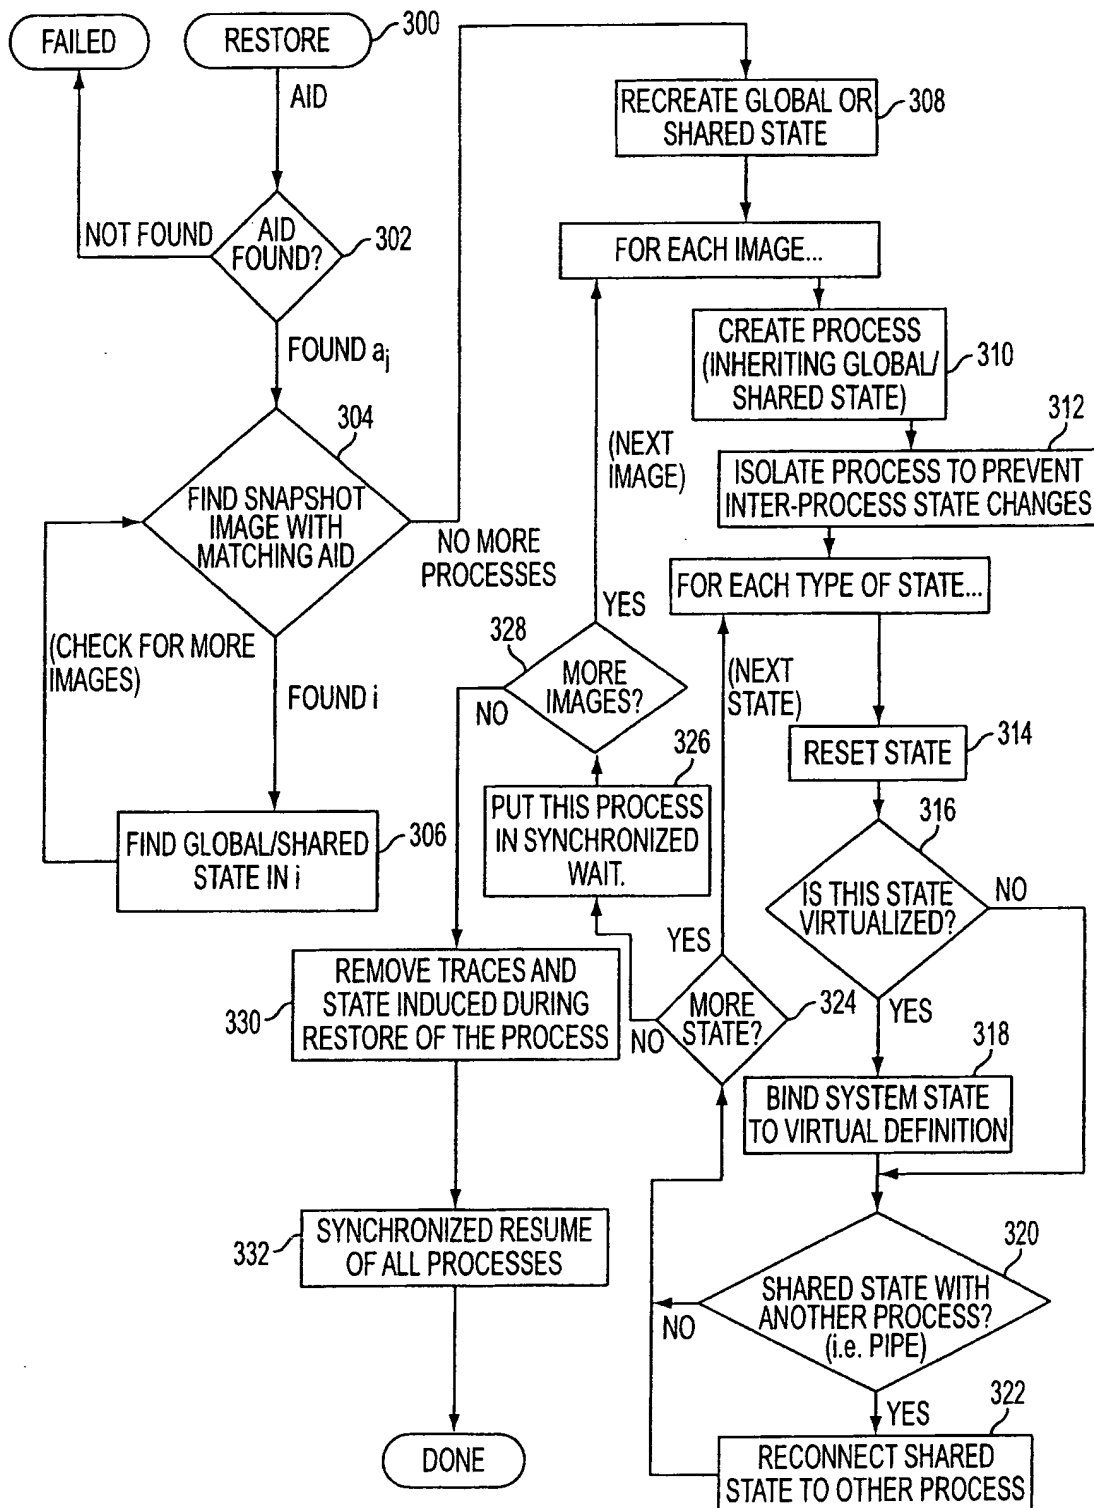 FAILED
RESTORE
300
AID
NOT FOUND
AID
FOUND?
302
FOUND aj
304
FIND SNAPSHOT
IMAGE WITH
MATCHING AID
NO MORE
PROCESSES
(CHECK FOR MORE
IMAGES)
FOUND i
FIND GLOBAL/SHARED
STATE IN i
306
RECREATE GLOBAL OR
SHARED STATE
308
FOR EACH IMAGE...
CREATE PROCESS
(INHERITING GLOBAL/
SHARED STATE)
310
312
ISOLATE PROCESS TO PREVENT
INTER-PROCESS STATE CHANGES
(NEXT
IMAGE)
FOR EACH TYPE OF STATE...
YES
328
MORE
IMAGES?
NO
(NEXT
STATE)
RESET STATE
314
326
PUT THIS PROCESS
IN SYNCHRONIZED
WAIT.
316
IS THIS STATE
VIRTUALIZED?
NO
YES
YES
MORE
STATE?
324
NO
REMOVE TRACES AND
STATE INDUCED DURING
RESTORE OF THE PROCESS
330
318
BIND SYSTEM STATE
TO VIRTUAL DEFINITION
SYNCHRONIZED RESUME
OF ALL PROCESSES
332
320
SHARED STATE WITH
ANOTHER PROCESS?
(i.e. PIPE)
NO
YES
322
RECONNECT SHARED
STATE TO OTHER PROCESS
DONE